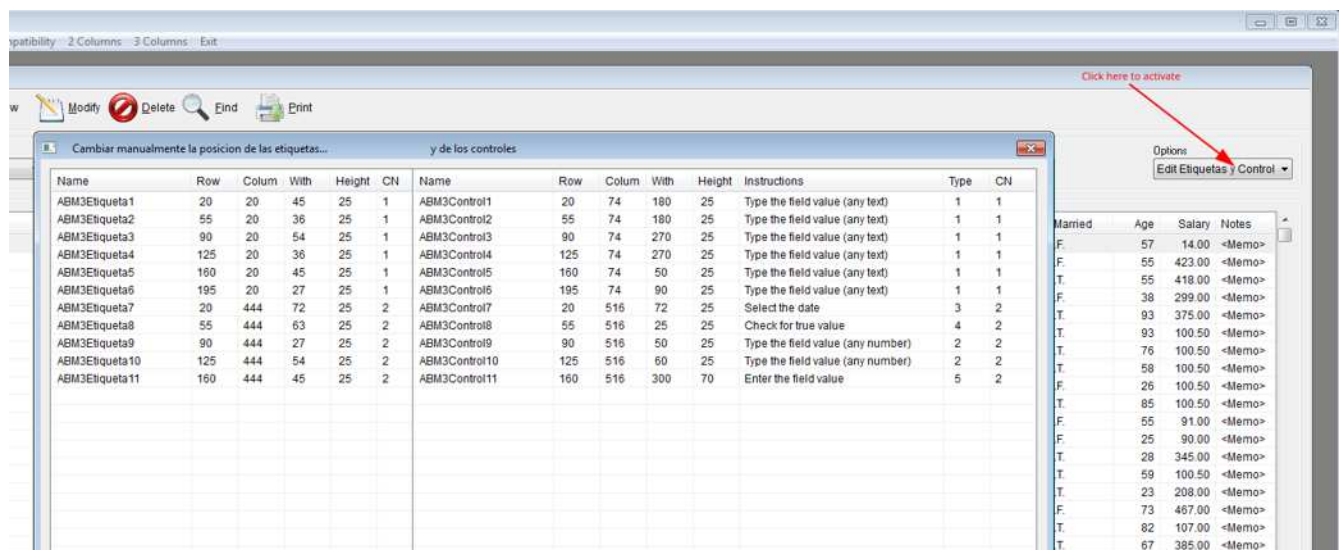 2 Columns 3 Columns Exit
Click here to activate
Modify Delete Find Print
Cambiar manualmente la posicion de las etiquetas... y de los controles
Options
Edit Etiquetas y Control
Name Row Colum With Height CN Name Row Colum With Height Instructions Type CN
ABM3Etiqueta1 20 20 45 25 1 ABM3Control1 20 74 180 25 Type the field value (any text) 1 1
ABM3Etiqueta2 55 20 36 25 1 ABM3Control2 55 74 180 25 Type the field value (any text) 1 1
ABM3Etiqueta3 90 20 54 25 1 ABM3Control3 90 74 270 25 Type the field value (any text) 1 1
ABM3Etiqueta4 125 20 36 25 1 ABM3Control4 125 74 270 25 Type the field value (any text) 1 1
ABM3Etiqueta5 160 20 45 25 1 ABM3Control5 160 74 50 25 Type the field value (any text) 1 1
ABM3Etiqueta6 195 20 27 25 1 ABM3Control6 195 74 90 25 Type the field value (any text) 1 1
ABM3Etiqueta7 20 444 72 25 2 ABM3Control7 20 516 72 25 Select the date 3 2
ABM3Etiqueta8 55 444 63 25 2 ABM3Control8 55 516 25 25 Check for true value 4 2
ABM3Etiqueta9 90 444 27 25 2 ABM3Control9 90 516 50 25 Type the field value (any number) 2 2
ABM3Etiqueta10 125 444 54 25 2 ABM3Control10 125 516 60 25 Type the field value (any number) 2 2
ABM3Etiqueta11 160 444 45 25 2 ABM3Control11 160 516 300 70 Enter the field value 5 2
Married Age Salary Notes
.F. 57 14.00 <Memo>
.F. 55 423.00 <Memo>
.T. 55 418.00 <Memo>
.F. 38 299.00 <Memo>
.T. 93 375.00 <Memo>
.T. 93 100.50 <Memo>
.T. 76 100.50 <Memo>
.T. 58 100.50 <Memo>
.F. 26 100.50 <Memo>
.T. 85 100.50 <Memo>
.F. 55 91.00 <Memo>
.F. 25 90.00 <Memo>
.T. 28 345.00 <Memo>
.T. 59 100.50 <Memo>
.T. 23 208.00 <Memo>
.F. 73 467.00 <Memo>
.T. 82 107.00 <Memo>
.T. 67 385.00 <Memo>